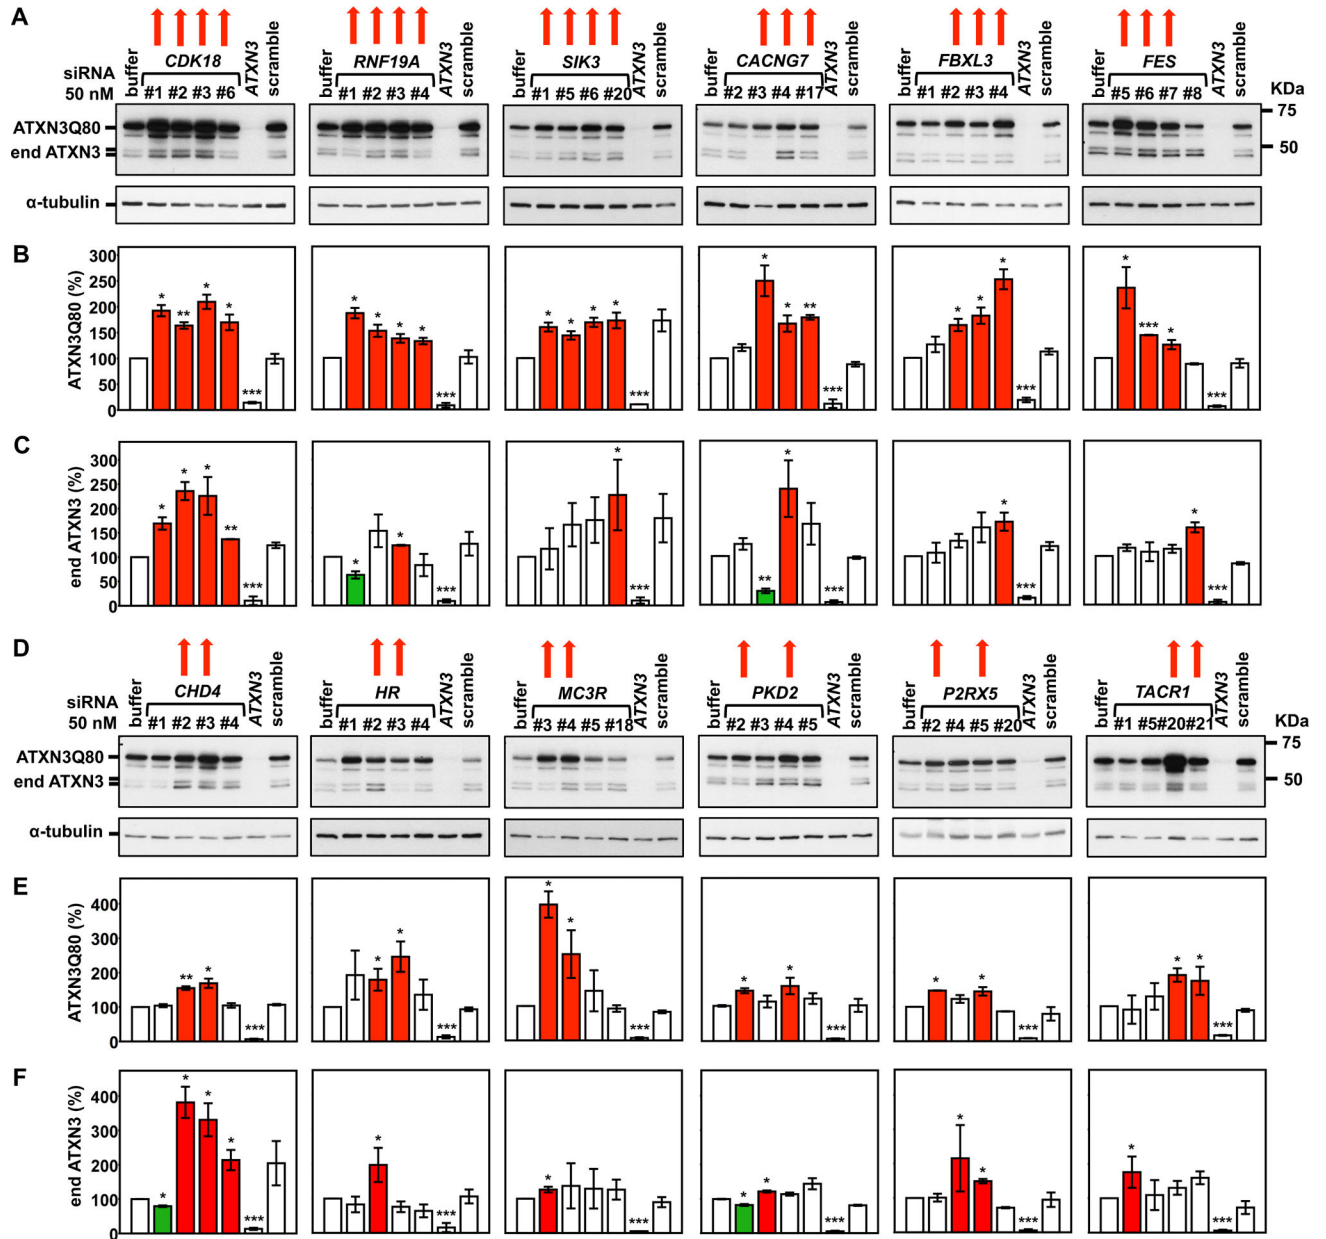 A
siRNA
50 nM
buffer CDK18 ATXN3 scramble
#1 #2 #3 #6
buffer RNF19A ATXN3 scramble
#1 #2 #3 #4
buffer SIK3 ATXN3 scramble
#1 #5 #6 #20
buffer CACNG7 ATXN3 scramble
#2 #3 #4 #17
buffer FBXL3 ATXN3 scramble
#1 #2 #3 #4
buffer FES ATXN3 scramble
#5 #6 #7 #8
KDa
75
50
ATXN3Q80
end ATXN3
α-tubulin
B
ATXN3Q80 (%)
300
250
200
150
100
50
0
* ** * * ***
* * * * ***
* * * * ***
* * ** ***
* * * ***
* *** * ***
C
end ATXN3 (%)
300
250
200
150
100
50
0
* * * ** ***
* * ***
* ***
** * ***
* ***
* ***
D
siRNA
50 nM
buffer CHD4 ATXN3 scramble
#1 #2 #3 #4
buffer HR ATXN3 scramble
#1 #2 #3 #4
buffer MC3R ATXN3 scramble
#3 #4 #5 #18
buffer PKD2 ATXN3 scramble
#2 #3 #4 #5
buffer P2RX5 ATXN3 scramble
#2 #4 #5 #20
buffer TACR1 ATXN3 scramble
#1 #5 #20 #21
KDa
75
50
ATXN3Q80
end ATXN3
α-tubulin
E
ATXN3Q80 (%)
400
300
200
100
0
** * ***
* * ***
* * ***
* * ***
* * ***
* * ***
F
end ATXN3 (%)
400
300
200
100
0
* * * * ***
* ***
* ***
* * ***
* * ***
* ***